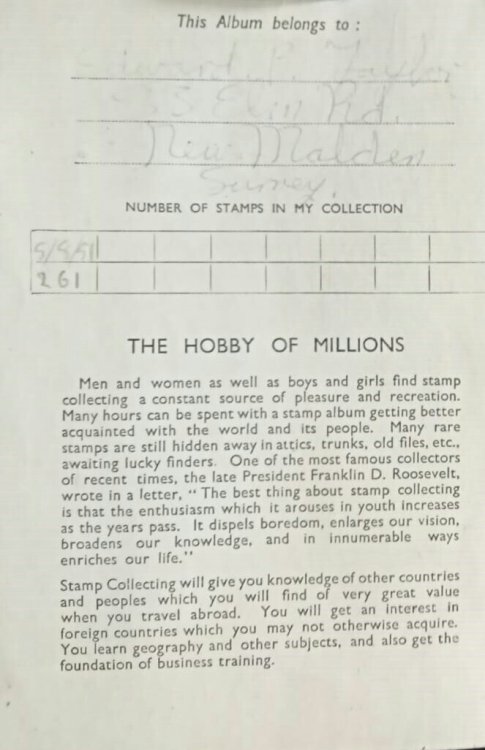 This Album belongs to :
P. Taylor
Elm Rd.
New Malden
Surrey.
NUMBER OF STAMPS IN MY COLLECTION
5/9/51
261
THE HOBBY OF MILLIONS
Men and women as well as boys and girls find stamp
collecting a constant source of pleasure and recreation.
Many hours can be spent with a stamp album getting better
acquainted with the world and its people. Many rare
stamps are still hidden away in attics, trunks, old files, etc.,
awaiting lucky finders. One of the most famous collectors
of recent times, the late President Franklin D. Roosevelt,
wrote in a letter, “ The best thing about stamp collecting
is that the enthusiasm which it arouses in youth increases
as the years pass. It dispels boredom, enlarges our vision,
broadens our knowledge, and in innumerable ways
enriches our life.”
Stamp Collecting will give you knowledge of other countries
and peoples which you will find of very great value
when you travel abroad. You will get an interest in
foreign countries which you may not otherwise acquire.
You learn geography and other subjects, and also get the
foundation of business training.